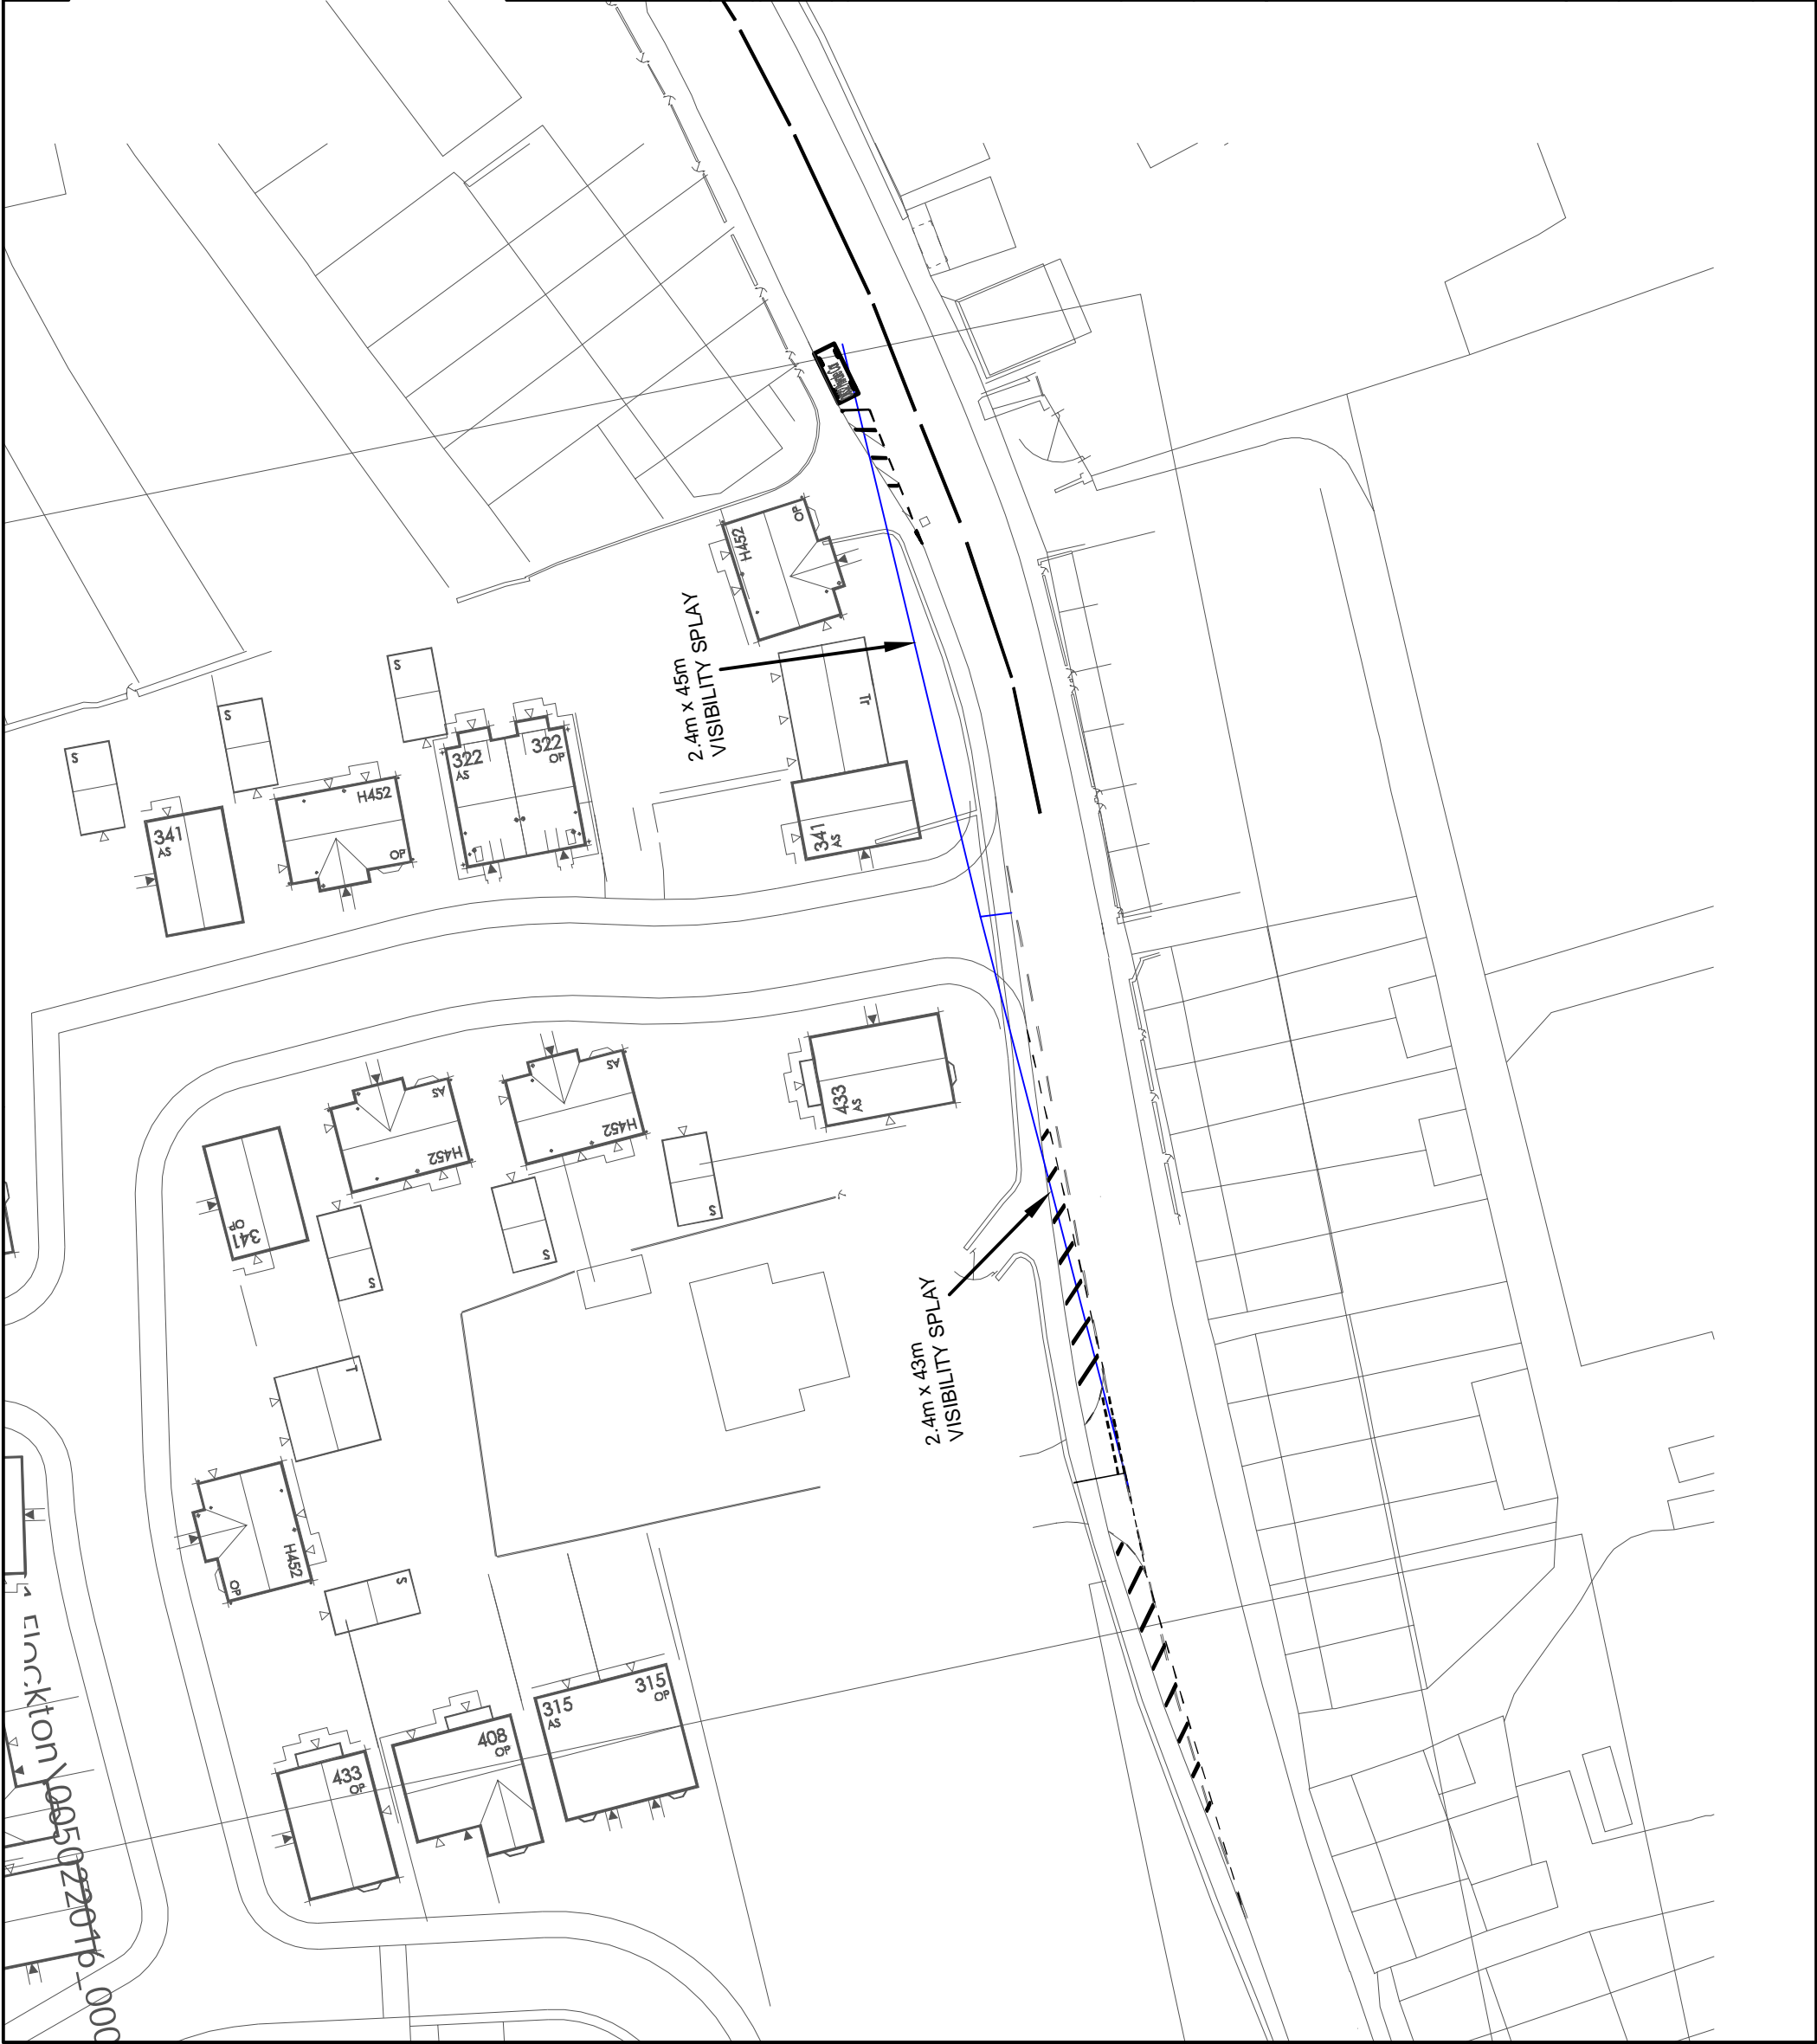 S
H452
OP
S
2.4m x 45m
VISIBILITY SPLAY
S
322
AS
322
OP
Tr
341
AS
H452
OP
341
AS
AS
H452
AS
H452
433
AS
341
OP
S
S
S
2.4m x 43m
VISIBILITY SPLAY
T
H452
OP
S
315
AS
315
OP
408
OP
433
OP